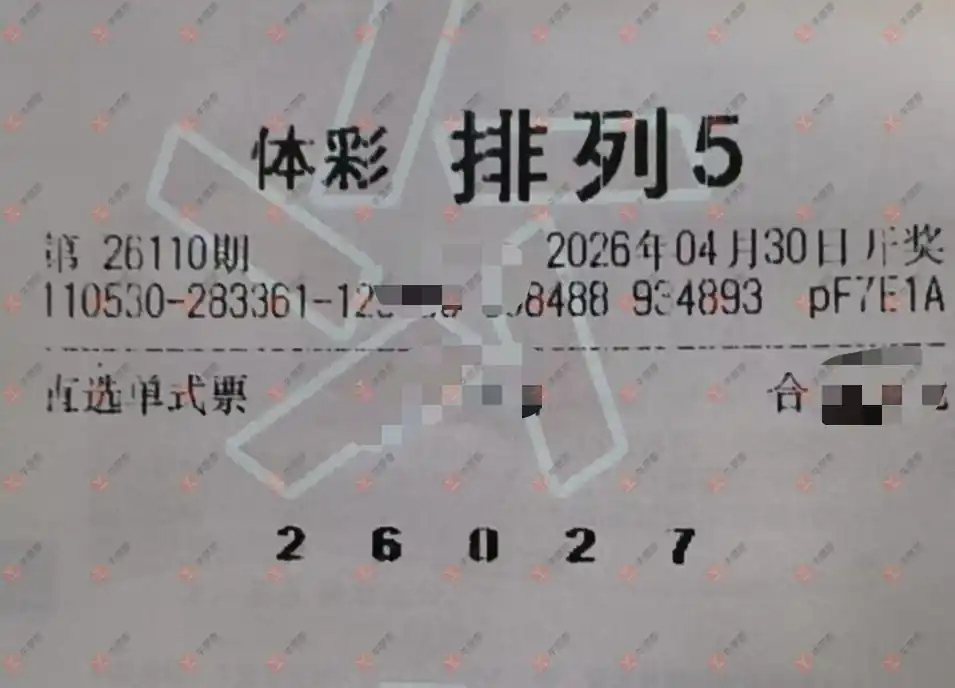 体彩 排列5
第 26110期 2026年04月30日开奖
110530-283361-12 8488 934893 pF7E1A
直选单式票 合
2 6 0 2 7